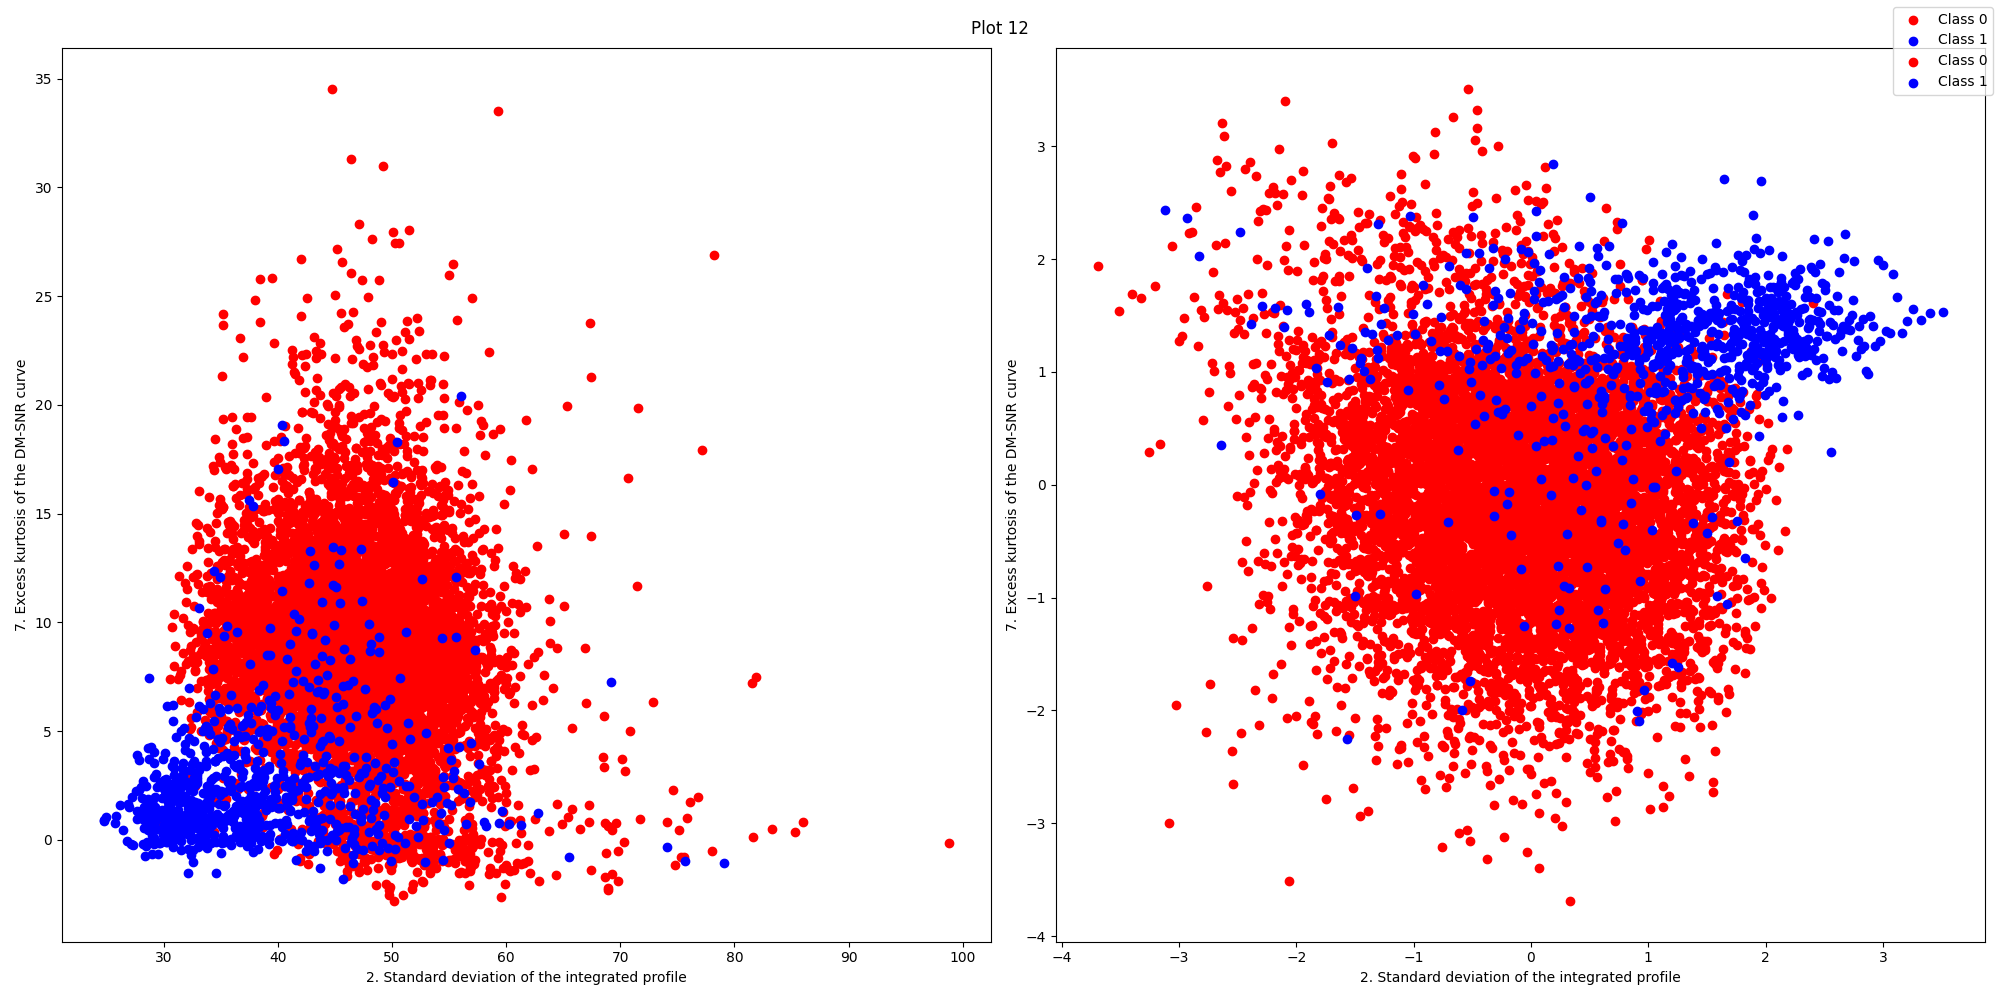 Plot 12
Class 0
Class 1
Class 0
Class 1
7. Excess kurtosis of the DM-SNR curve
35
30
25
20
15
10
5
0
30 40 50 60 70 80 90 100
2. Standard deviation of the integrated profile
7. Excess kurtosis of the DM-SNR curve
3
2
1
0
−1
−2
−3
−4
−4 −3 −2 −1 0 1 2 3
2. Standard deviation of the integrated profile